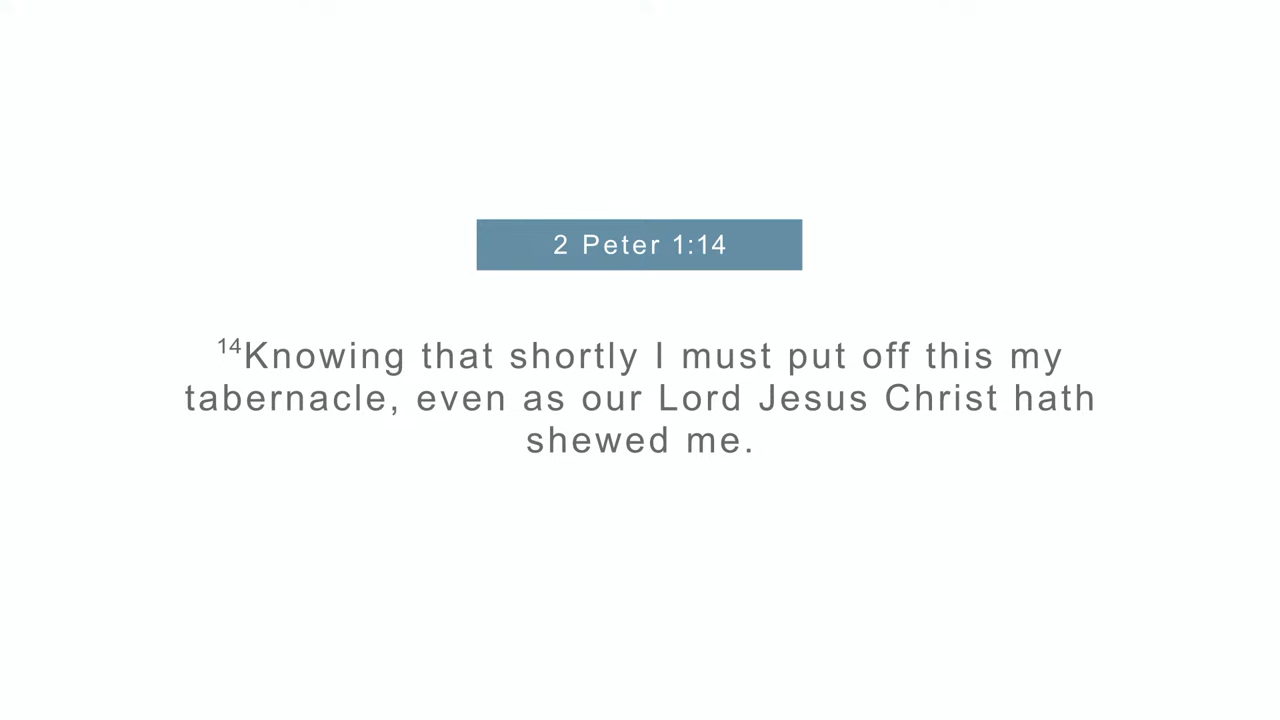 2 Peter 1:14
14Knowing that shortly I must put off this my
tabernacle, even as our Lord Jesus Christ hath
shewed me.